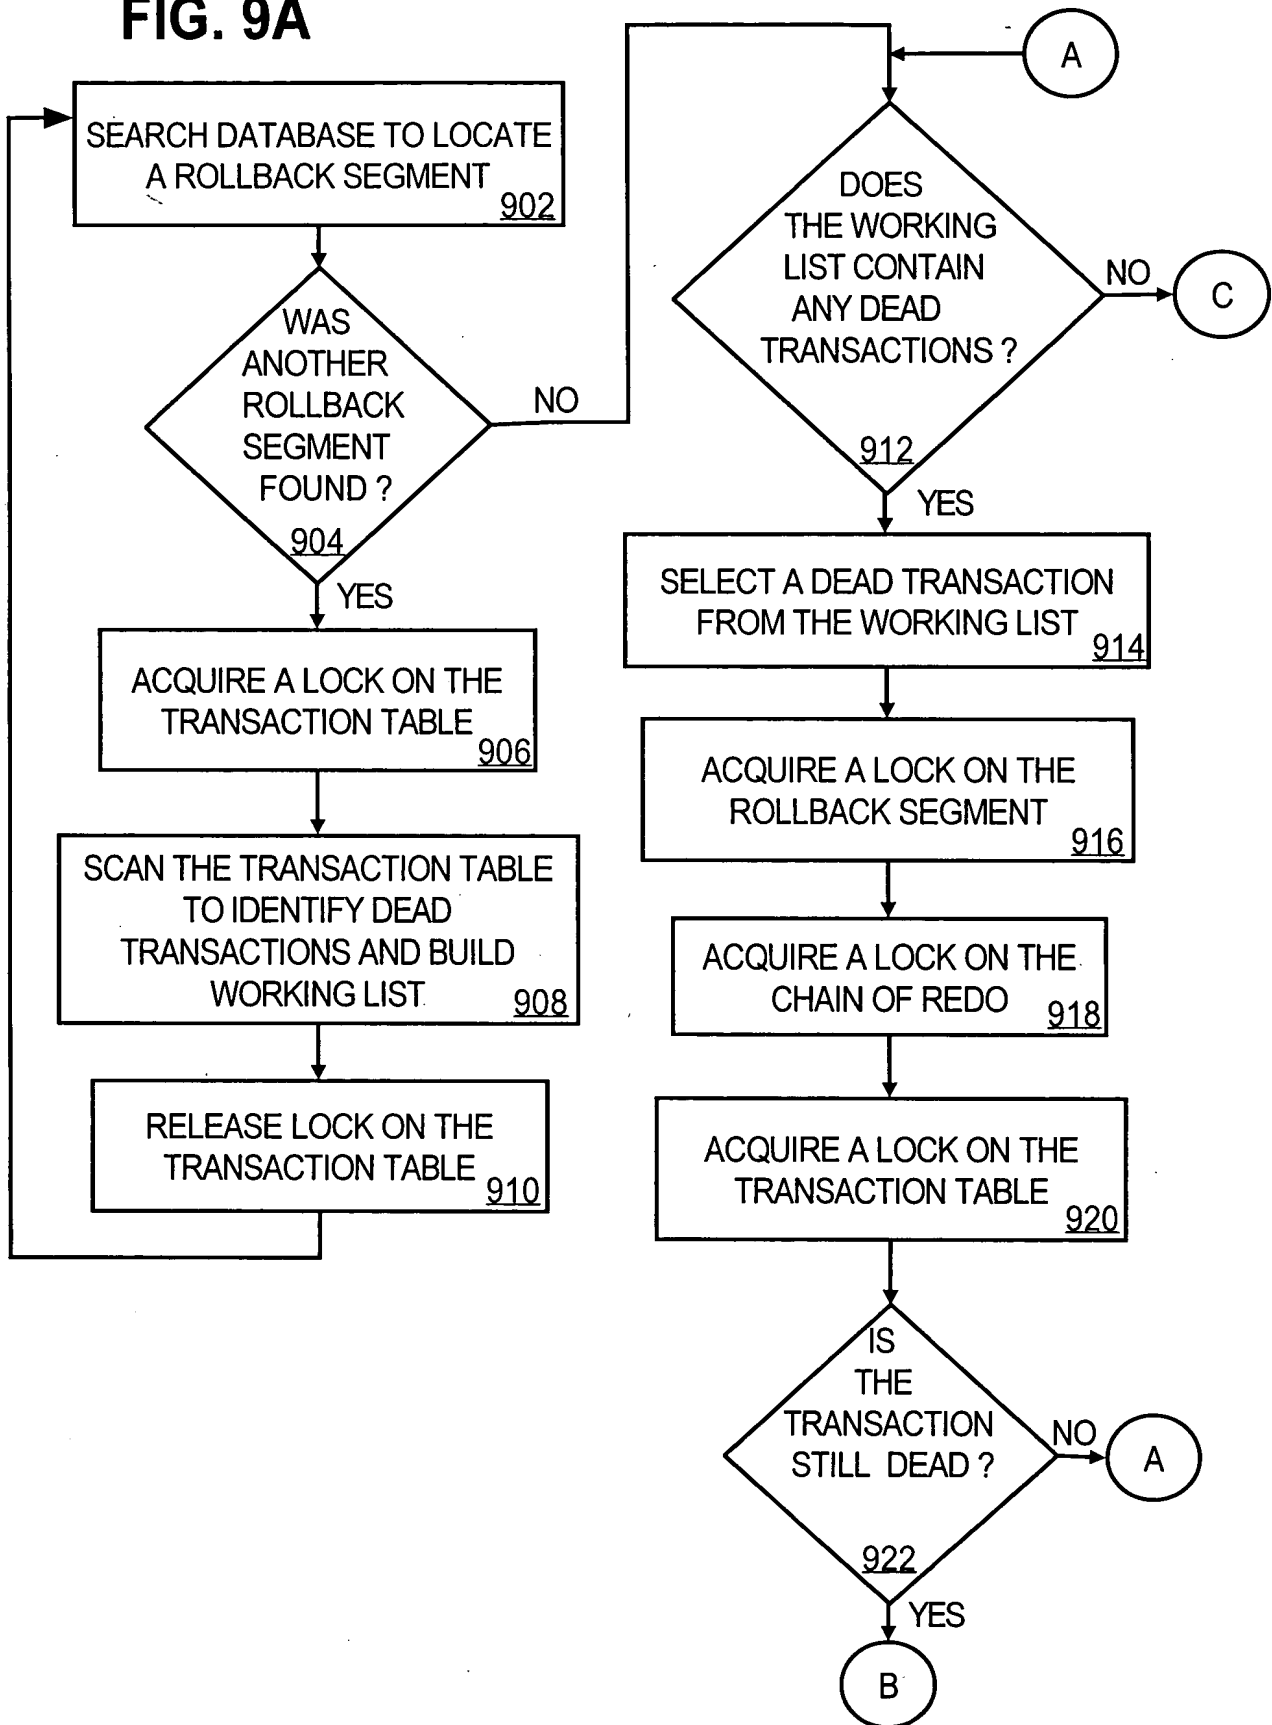 FIG. 9A
SEARCH DATABASE TO LOCATE
A ROLLBACK SEGMENT
902
WAS
ANOTHER
ROLLBACK
SEGMENT
FOUND ?
904
NO
YES
ACQUIRE A LOCK ON THE
TRANSACTION TABLE
906
SCAN THE TRANSACTION TABLE
TO IDENTIFY DEAD
TRANSACTIONS AND BUILD
WORKING LIST
908
RELEASE LOCK ON THE
TRANSACTION TABLE
910
A
DOES
THE WORKING
LIST CONTAIN
ANY DEAD
TRANSACTIONS ?
912
NO
C
YES
SELECT A DEAD TRANSACTION
FROM THE WORKING LIST
914
ACQUIRE A LOCK ON THE
ROLLBACK SEGMENT
916
ACQUIRE A LOCK ON THE
CHAIN OF REDO
918
ACQUIRE A LOCK ON THE
TRANSACTION TABLE
920
IS
THE
TRANSACTION
STILL DEAD ?
922
NO
A
YES
B